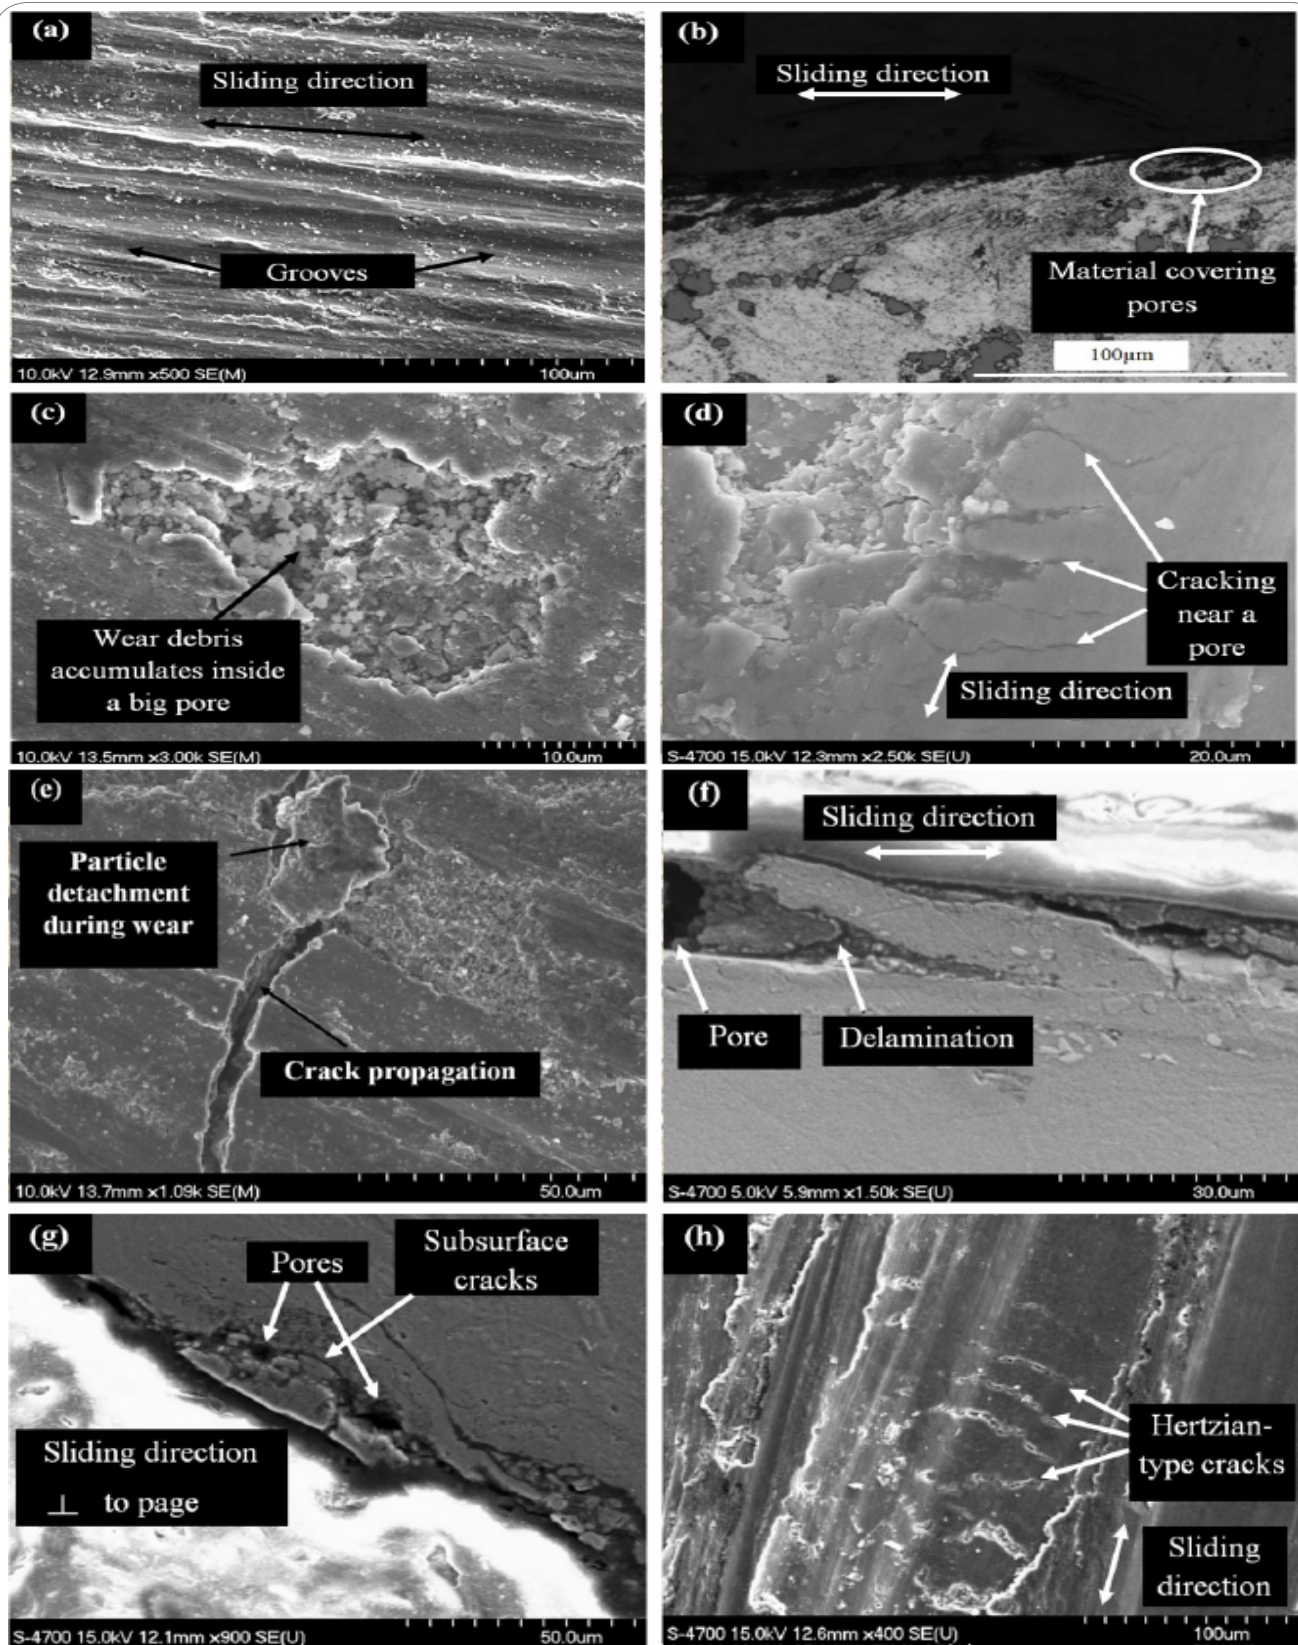 (a)
Sliding direction
Grooves
10.0kV 12.9mm x500 SE(M)
100um
(b)
Sliding direction
Material covering
pores
100μm
(c)
Wear debris
accumulates inside
a big pore
10.0kV 13.5mm x3.00k SE(M)
10.0um
(d)
Cracking
near a
pore
Sliding direction
S-4700 15.0kV 12.3mm x2.50k SE(U)
20.0um
(e)
Particle
detachment
during wear
Crack propagation
10.0kV 13.7mm x1.09k SE(M)
50.0um
(f)
Sliding direction
Pore
Delamination
S-4700 5.0kV 5.9mm x1.50k SE(U)
30.0um
(g)
Pores
Subsurface
cracks
Sliding direction
⊥ to page
S-4700 15.0kV 12.1mm x900 SE(U)
50.0um
(h)
Hertzian-
type cracks
Sliding
direction
S-4700 15.0kV 12.6mm x400 SE(U)
100um